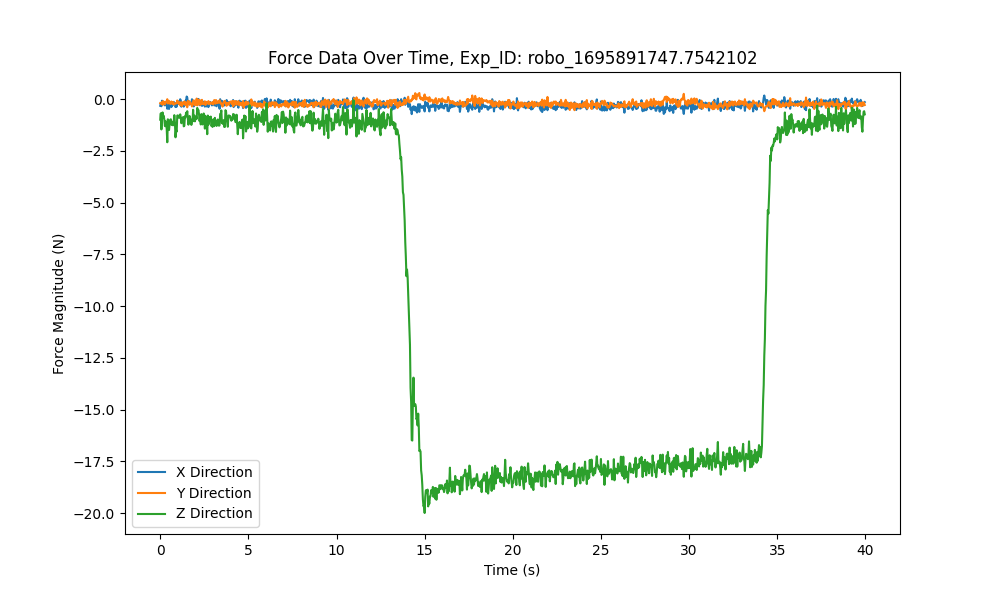 Force Data Over Time, Exp_ID: robo_1695891747.7542102
Force Magnitude (N)
0.0
−2.5
−5.0
−7.5
−10.0
−12.5
−15.0
−17.5
−20.0
X Direction
Y Direction
Z Direction
0 5 10 15 20 25 30 35 40
Time (s)